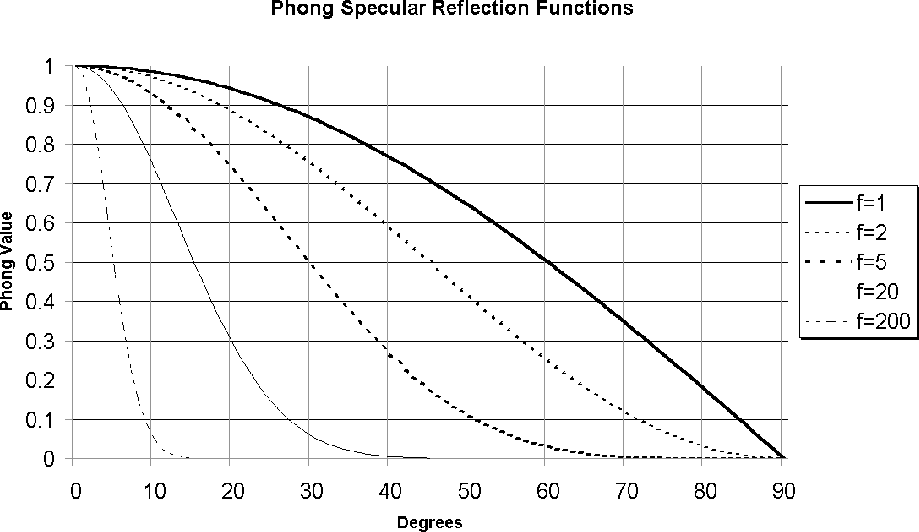 Phong Specular Reflection Functions
1
0.9
0.8
0.7
0.6
0.5
0.4
0.3
0.2
0.1
0
Phong Value
0 10 20 30 40 50 60 70 80 90
Degrees
f=1
f=2
f=5
f=20
f=200